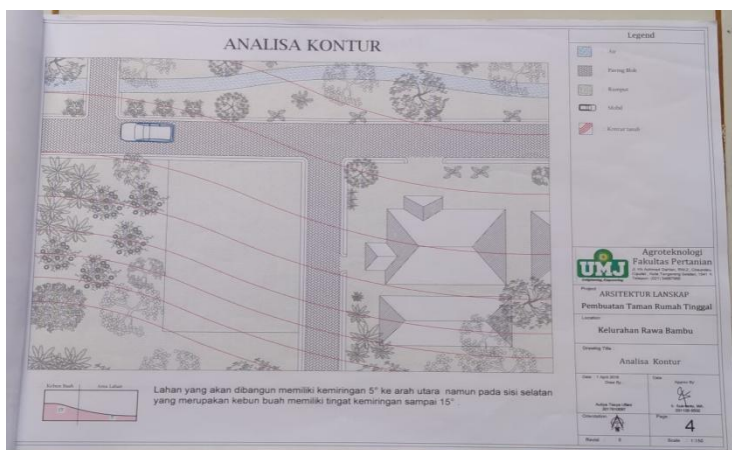 ANALISA KONTUR
Legend
Air
Paving Blok
Rumput
Mobil
Kontur tanah
UMJ
Agroteknologi
Fakultas Pertanian
Project
ARSITEKTUR LANSKAP
Pembuatan Taman Rumah Tinggal
Location
Kelurahan Rawa Bambu
Drawing Title
Analisa Kontur
Date
Date
Orientation
Page
4
Scale
Kebun Buah
Area Lahan
Lahan yang akan dibangun memiliki kemiringan 5° ke arah utara namun pada sisi selatan
yang merupakan kebun buah memiliki tingat kemiringan sampai 15°